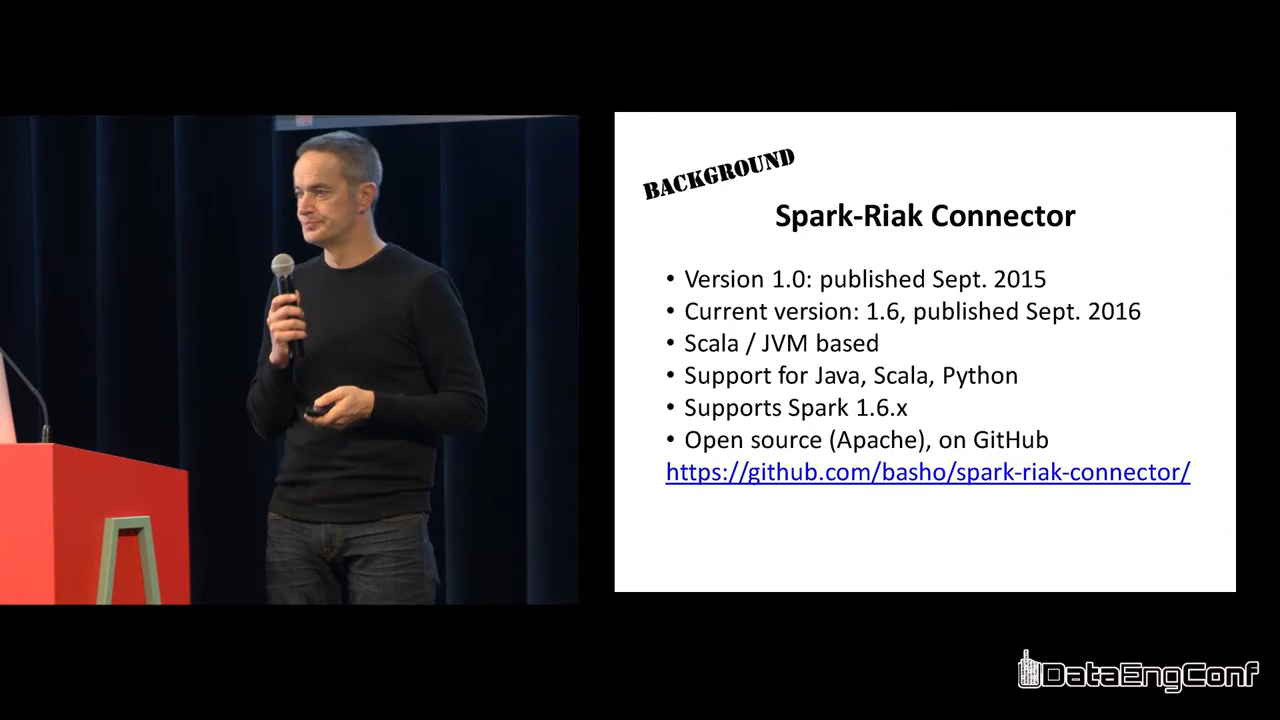 BACKGROUND
Spark-Riak Connector
• Version 1.0: published Sept. 2015
• Current version: 1.6, published Sept. 2016
• Scala / JVM based
• Support for Java, Scala, Python
• Supports Spark 1.6.x
• Open source (Apache), on GitHub
https://github.com/basho/spark-riak-connector/
DataEngConf